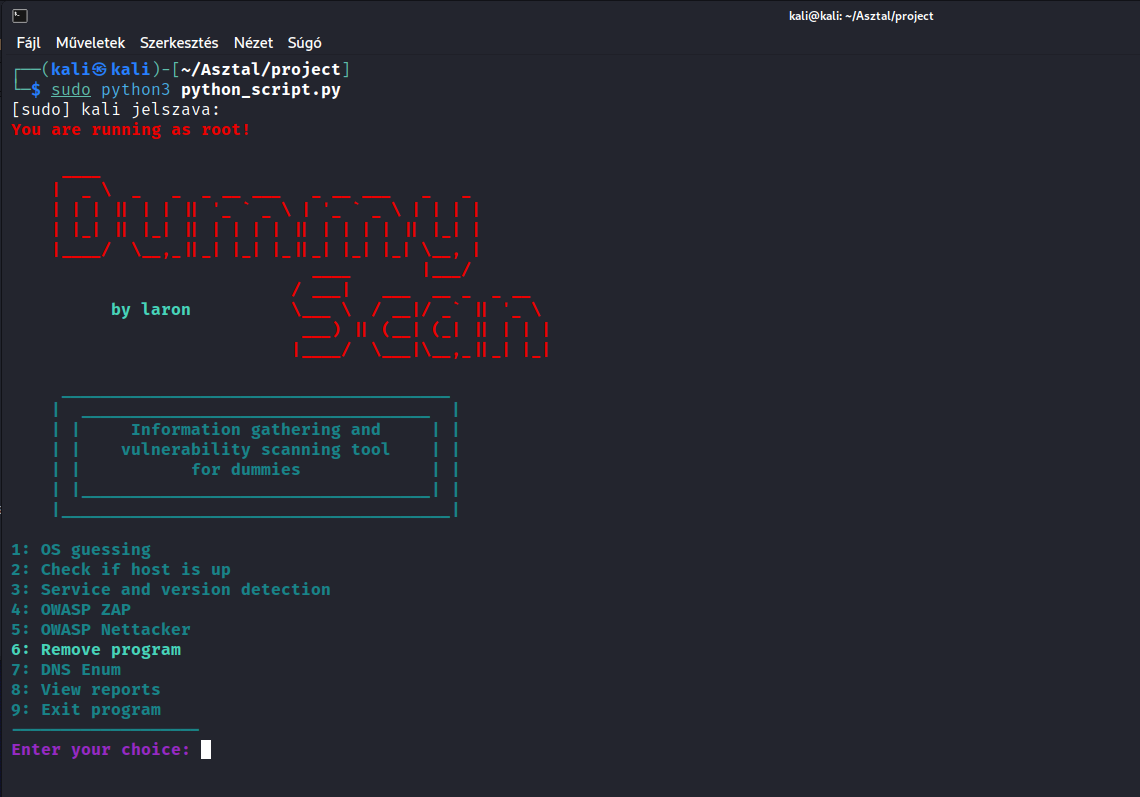 kali@kali: ~/Asztal/project
Fájl Műveletek Szerkesztés Nézet Súgó
┌──(kali㉿kali)-[~/Asztal/project]
└─$ sudo python3 python_script.py
[sudo] kali jelszava:
You are running as root!
Dummy
Scan
by laron
Information gathering and
vulnerability scanning tool
for dummies
1: OS guessing
2: Check if host is up
3: Service and version detection
4: OWASP ZAP
5: OWASP Nettacker
6: Remove program
7: DNS Enum
8: View reports
9: Exit program
Enter your choice: